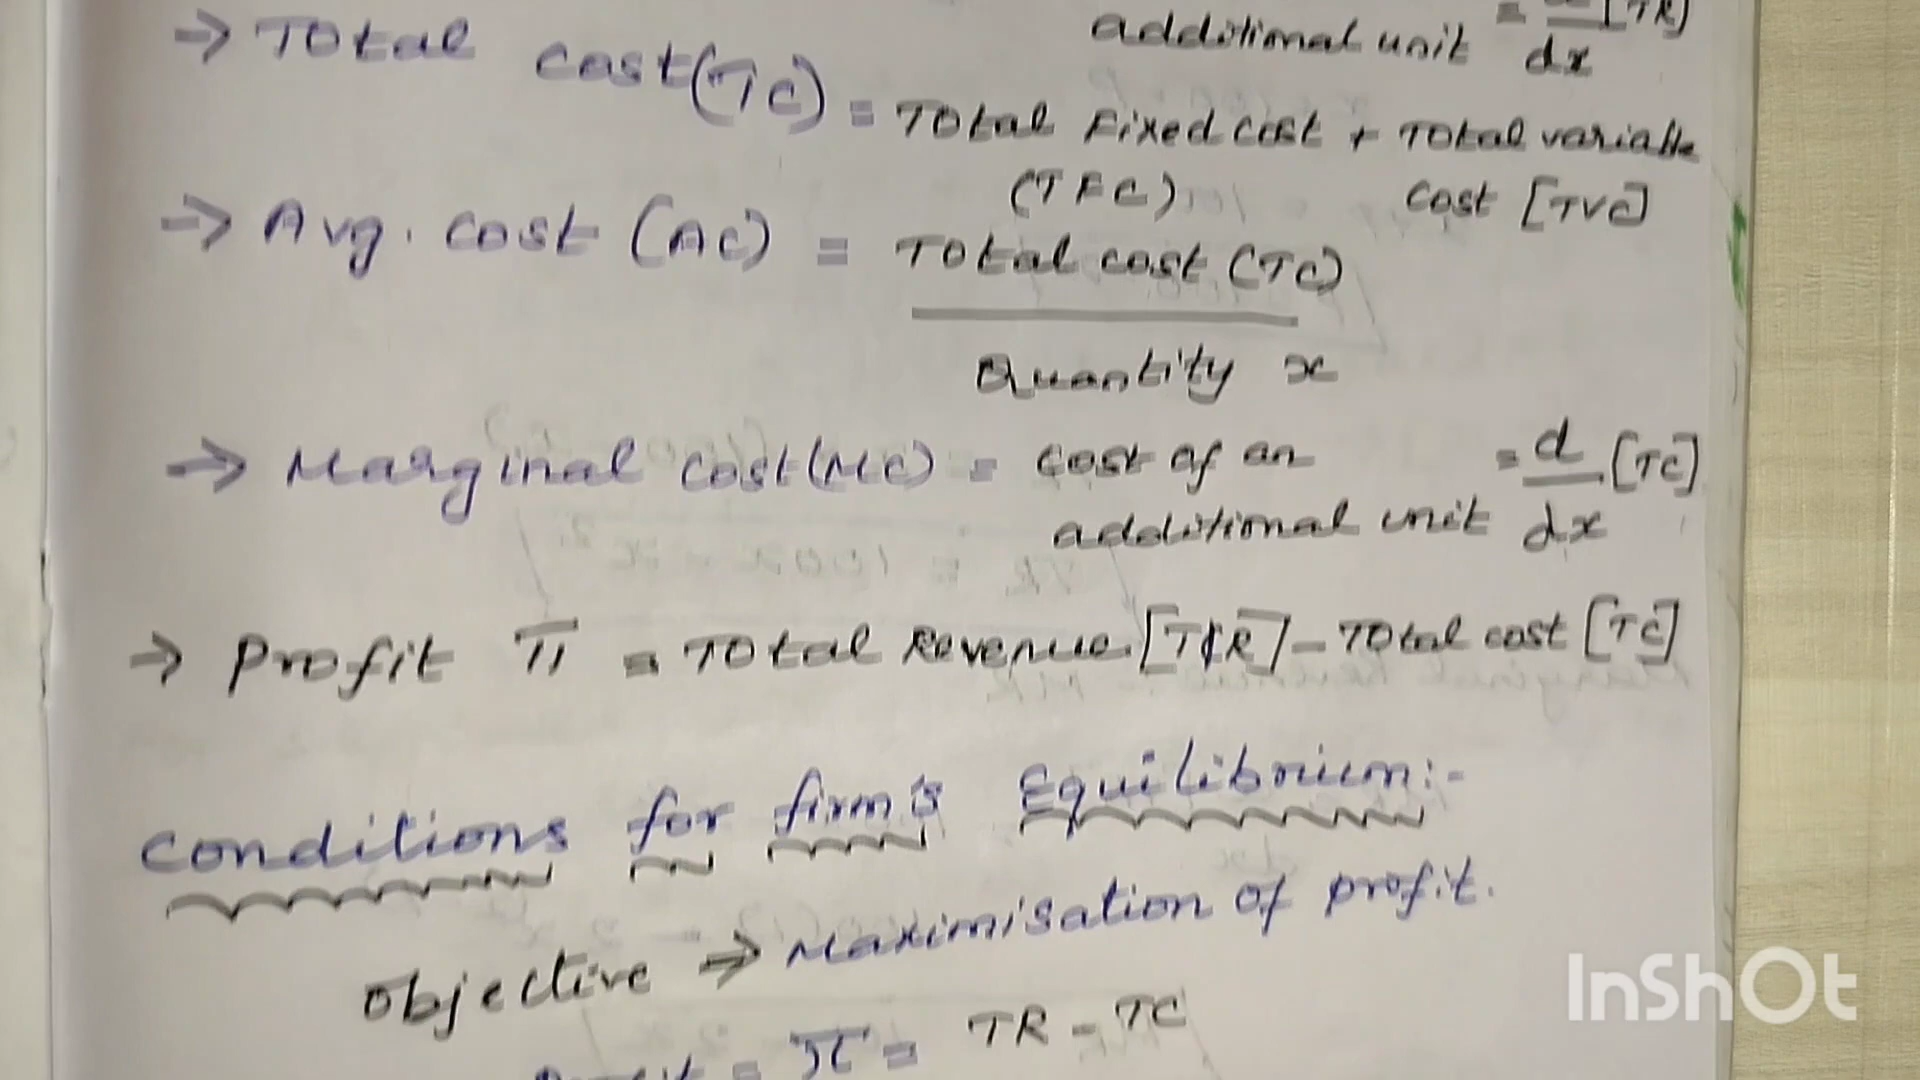 additional unit = d/dx [TR]
→ Total cost (TC) = Total Fixed cost + Total variable
(TFC) cost [TVC]
→ Avg. cost (AC) = Total cost (TC)
Quantity x
→ Marginal cost (MC) = cost of an = d/dx [TC]
additional unit
→ Profit π = Total Revenue [TR] - Total cost [TC]
Conditions for firm's Equilibrium:-
Objective → Maximisation of profit.
Profit = π = TR - TC
InShOt